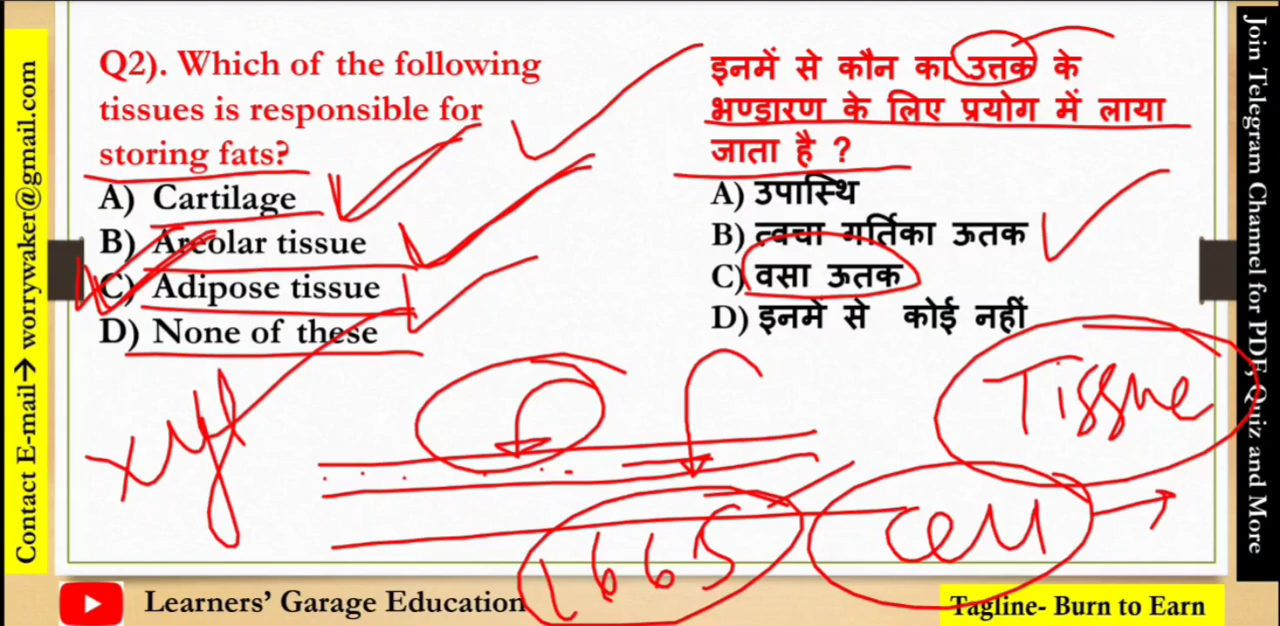 Q2). Which of the following
tissues is responsible for
storing fats?
A) Cartilage
B) Areolar tissue
C) Adipose tissue
D) None of these
इनमें से कौन का उत्तक के
भण्डारण के लिए प्रयोग में लाया
जाता है ?
A) उपास्थि
B) त्वचा गर्तिका ऊतक
C) वसा ऊतक
D) इनमें से कोई नहीं
Tissue
Cell
1665
Contact E-mail→ worrywaker@gmail.com
Join Telegram Channel for PDF, Quiz and More
Learners' Garage Education
Tagline- Burn to Earn